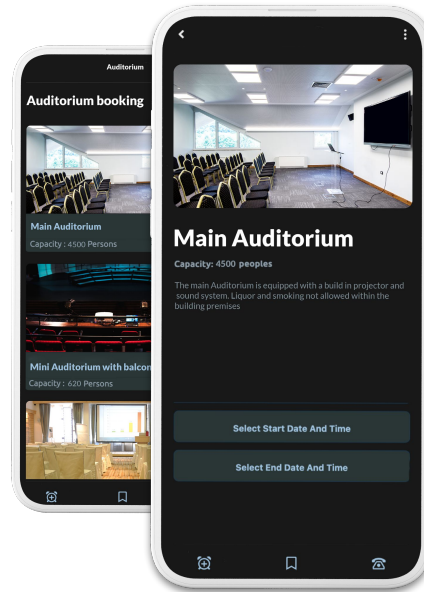 Auditorium
Auditorium booking
Main Auditorium
Capacity : 4500 Persons
Mini Auditorium with balcon
Capacity : 620 Persons
Main Auditorium
Capacity: 4500 peoples
The main Auditorium is equipped with a build in projector and
sound system. Liquor and smoking not allowed within the
building premises
Select Start Date And Time
Select End Date And Time